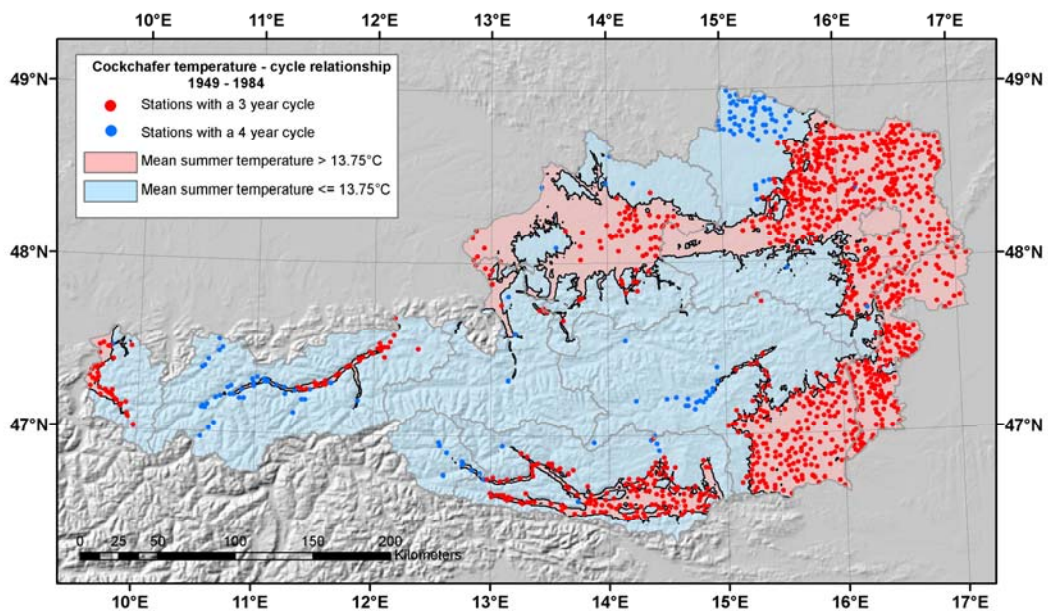 10°E 11°E 12°E 13°E 14°E 15°E 16°E 17°E
Cockchafer temperature - cycle relationship
1949 - 1984
Stations with a 3 year cycle
Stations with a 4 year cycle
Mean summer temperature > 13.75°C
Mean summer temperature <= 13.75°C
49°N 49°N
48°N 48°N
47°N 47°N
0 25 50 100 150 200
Kilometers
10°E 11°E 12°E 13°E 14°E 15°E 16°E 17°E